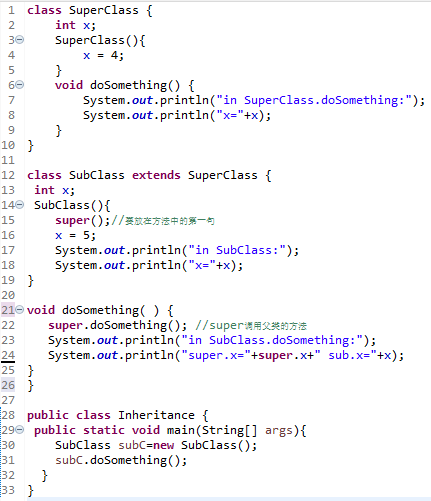 1 class SuperClass {
2     int x;
3     SuperClass(){
4         x = 4;
5     }
6     void doSomething() {
7         System.out.println("in SuperClass.doSomething:");
8         System.out.println("x="+x);
9     }
10 }
11
12 class SubClass extends SuperClass {
13  int x;
14  SubClass(){
15     super();//要放在方法中的第一句
16     x = 5;
17     System.out.println("in SubClass:");
18     System.out.println("x="+x);
19 }
20
21 void doSomething( ) {
22    super.doSomething(); //super调用父类的方法
23    System.out.println("in SubClass.doSomething:");
24    System.out.println("super.x="+super.x+" sub.x="+x);
25 }
26 }
27
28 public class Inheritance {
29  public static void main(String[] args){
30     SubClass subC=new SubClass();
31     subC.doSomething();
32   }
33 }